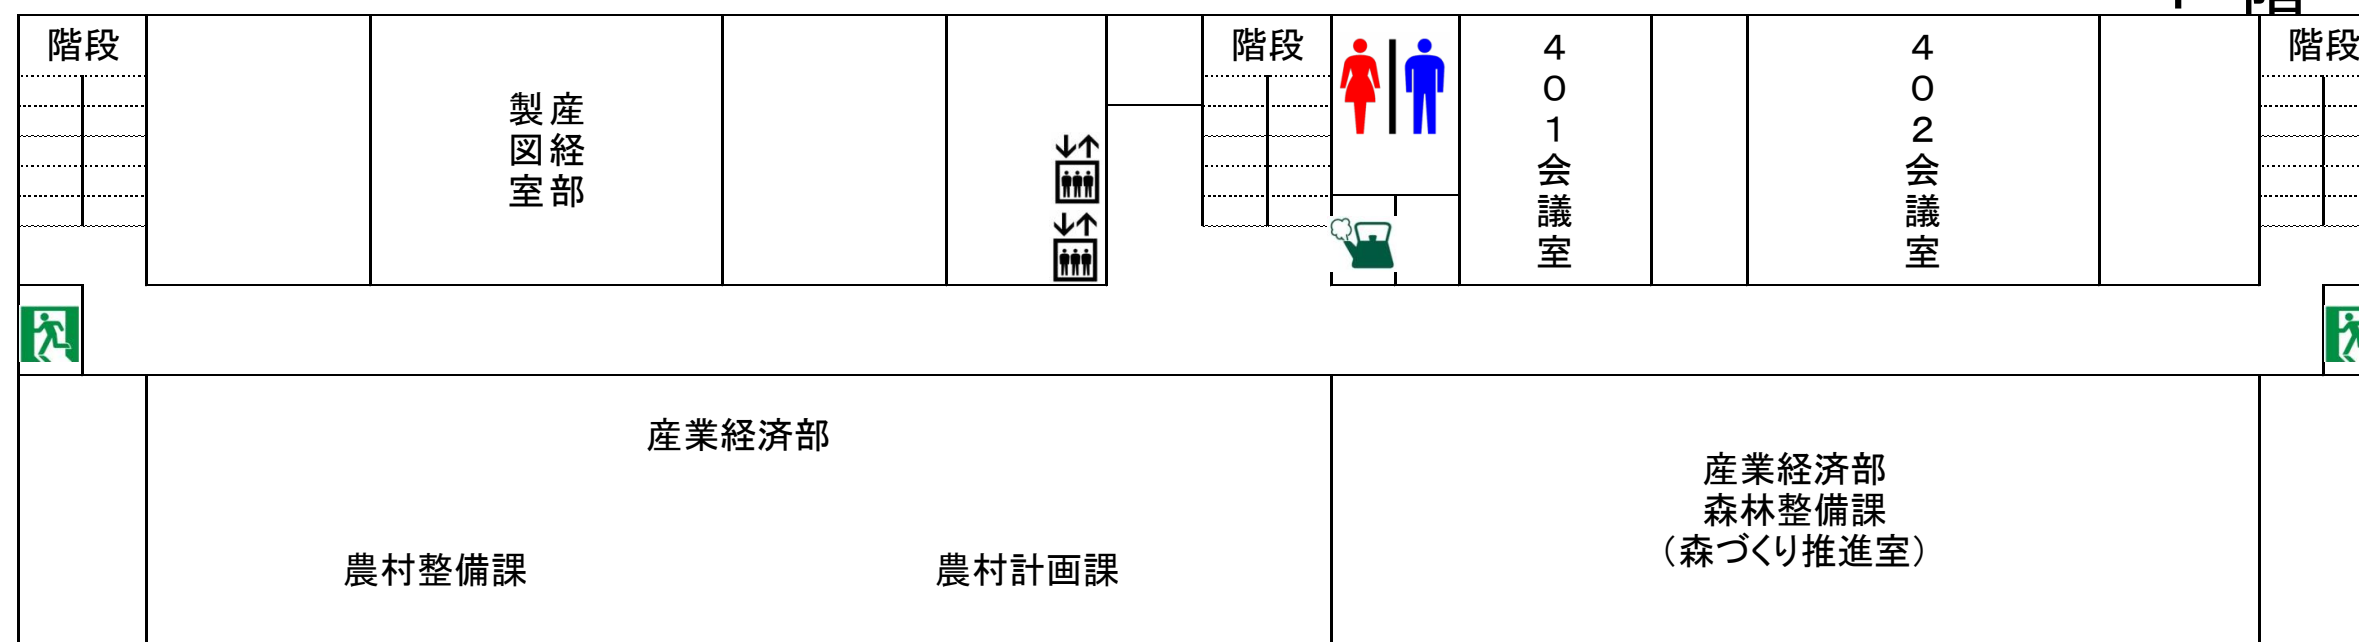 階段
産経部
製図室
階段
401会議室
402会議室
階段
産業経済部
農村整備課
農村計画課
産業経済部
森林整備課
(森づくり推進室)